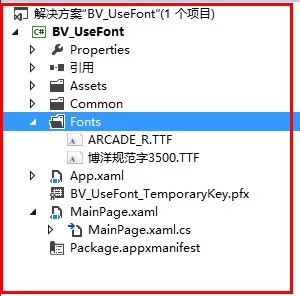 解决方案"BV_UseFont"(1 个项目)
C# BV_UseFont
Properties
引用
Assets
Common
Fonts
ARCADE_R.TTF
博洋规范字3500.TTF
App.xaml
BV_UseFont_TemporaryKey.pfx
MainPage.xaml
MainPage.xaml.cs
Package.appxmanifest